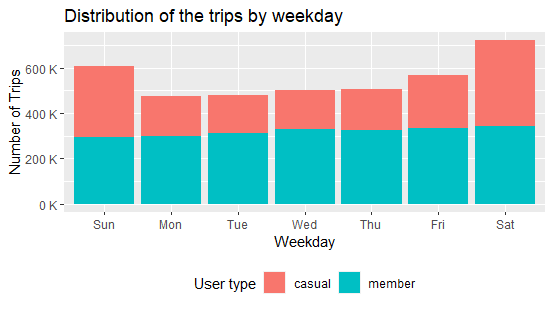 Distribution of the trips by weekday
Number of Trips
600 K
400 K
200 K
0 K
Sun Mon Tue Wed Thu Fri Sat
Weekday
User type casual member